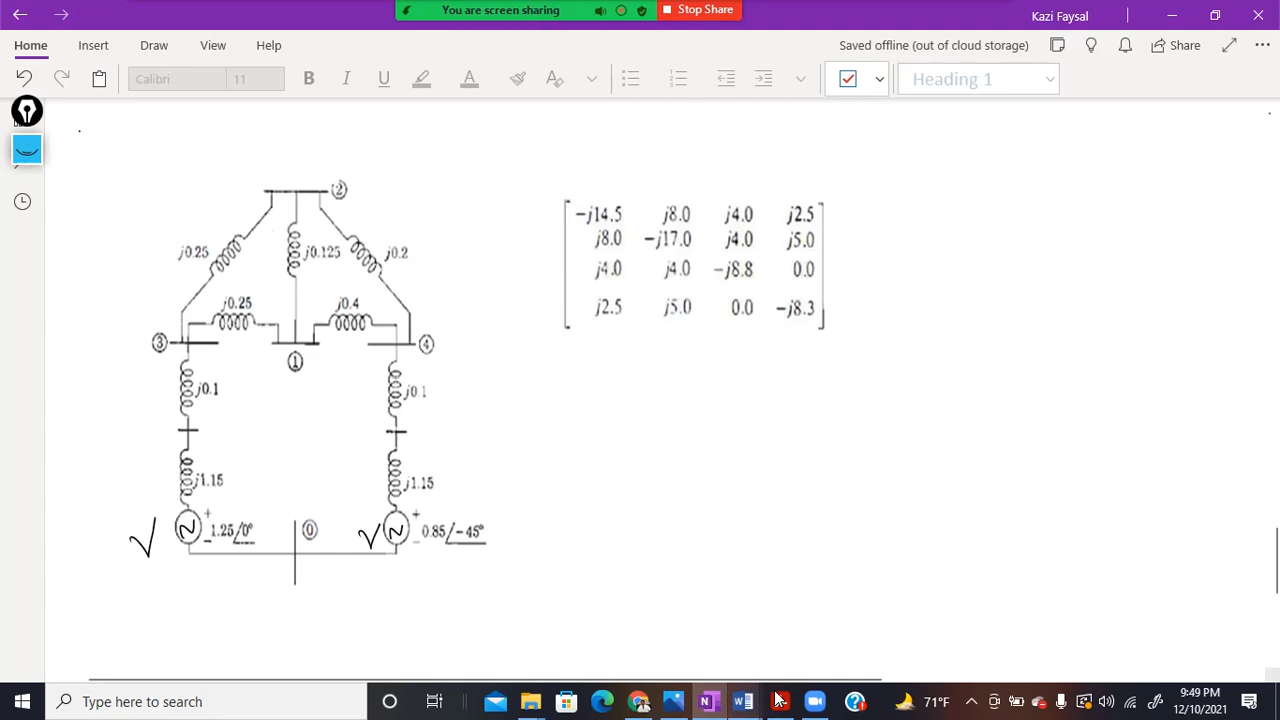 You are screen sharing
Stop Share
Kazi Faysal
Home Insert Draw View Help
Saved offline (out of cloud storage)
Share
Calibri 11
B I U A
Heading 1
②
j0.25 j0.125 j0.2
j0.25 j0.4
③ ① ④
j0.1 j0.1
j1.15 j1.15
+ 1.25/0° −
⓪
+ 0.85/−45° −
−j14.5 j8.0 j4.0 j2.5
j8.0 −j17.0 j4.0 j5.0
j4.0 j4.0 −j8.8 0.0
j2.5 j5.0 0.0 −j8.3
Type here to search
71°F
9:49 PM
12/10/2021